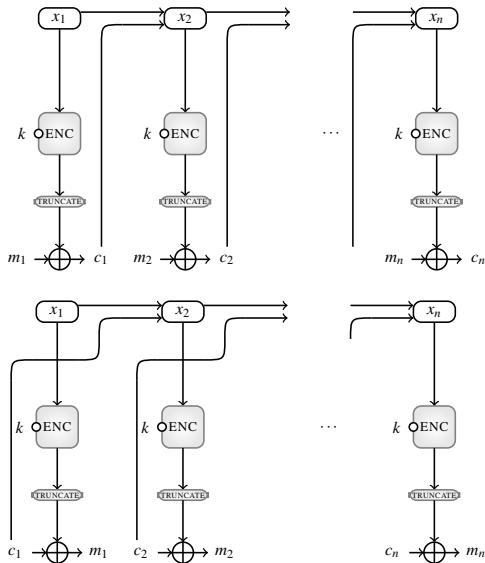 x₁ x₂ xₙ
k ENC k ENC ... k ENC
TRUNCATE TRUNCATE TRUNCATE
m₁ c₁ m₂ c₂ mₙ cₙ
x₁ x₂ xₙ
k ENC k ENC ... k ENC
TRUNCATE TRUNCATE TRUNCATE
c₁ m₁ c₂ m₂ cₙ mₙ